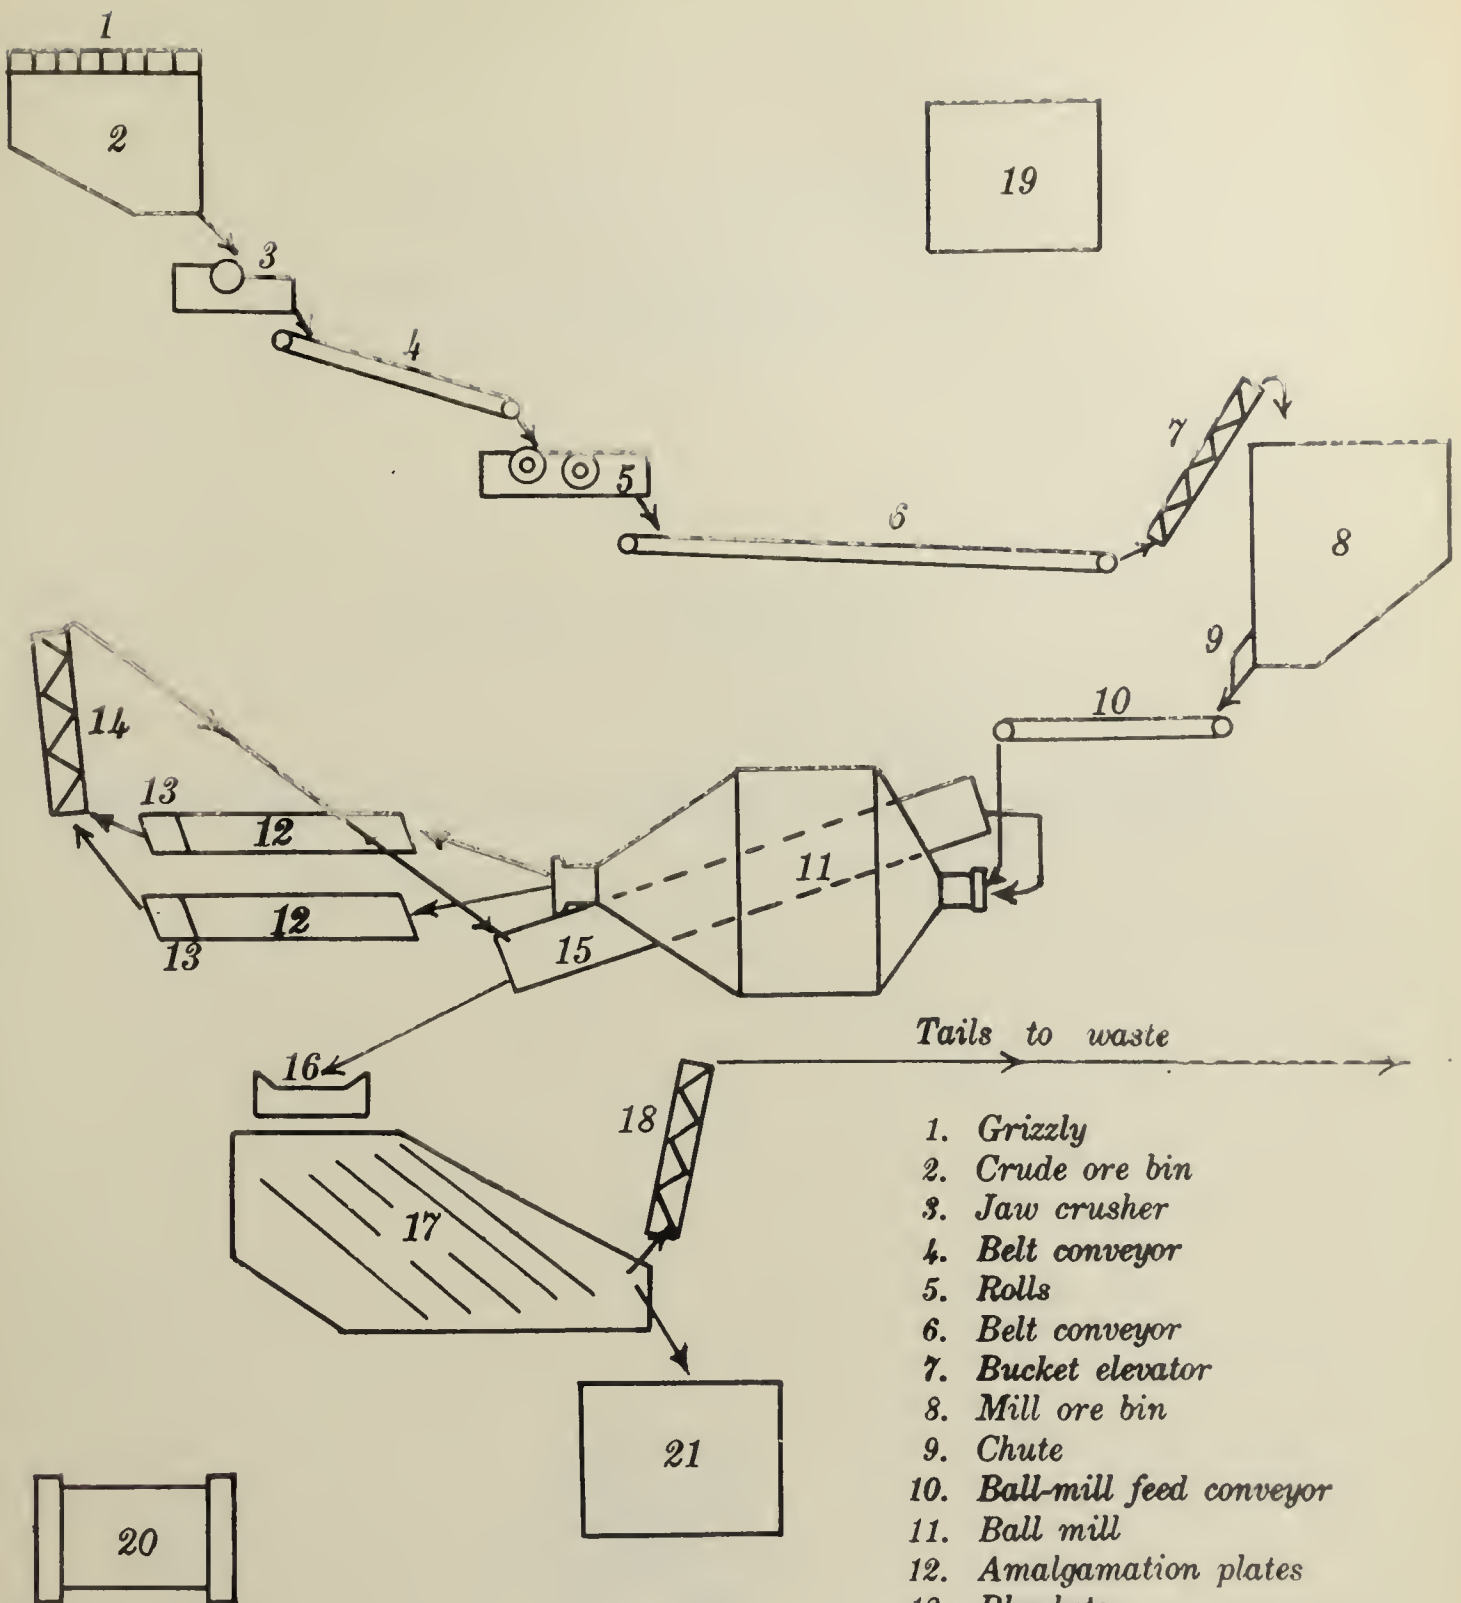 1
2
19
3
4
7
5
6
8
9
10
14
13
12
11
12
15
13
Tails to waste
16
18
17
21
20
1. Grizzly
2. Crude ore bin
3. Jaw crusher
4. Belt conveyor
5. Rolls
6. Belt conveyor
7. Bucket elevator
8. Mill ore bin
9. Chute
10. Ball-mill feed conveyor
11. Ball mill
12. Amalgamation plates